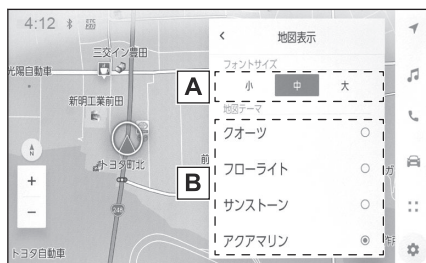 4:12
三交イン豊田
光陽自動車
新明工業前田
N
トヨタ町北
248
トヨタ自動車
前
地図表示
フォントサイズ
A
小 中 大
地図テーマ
B
クオーツ
フローライト
サンストーン
アクアマリン